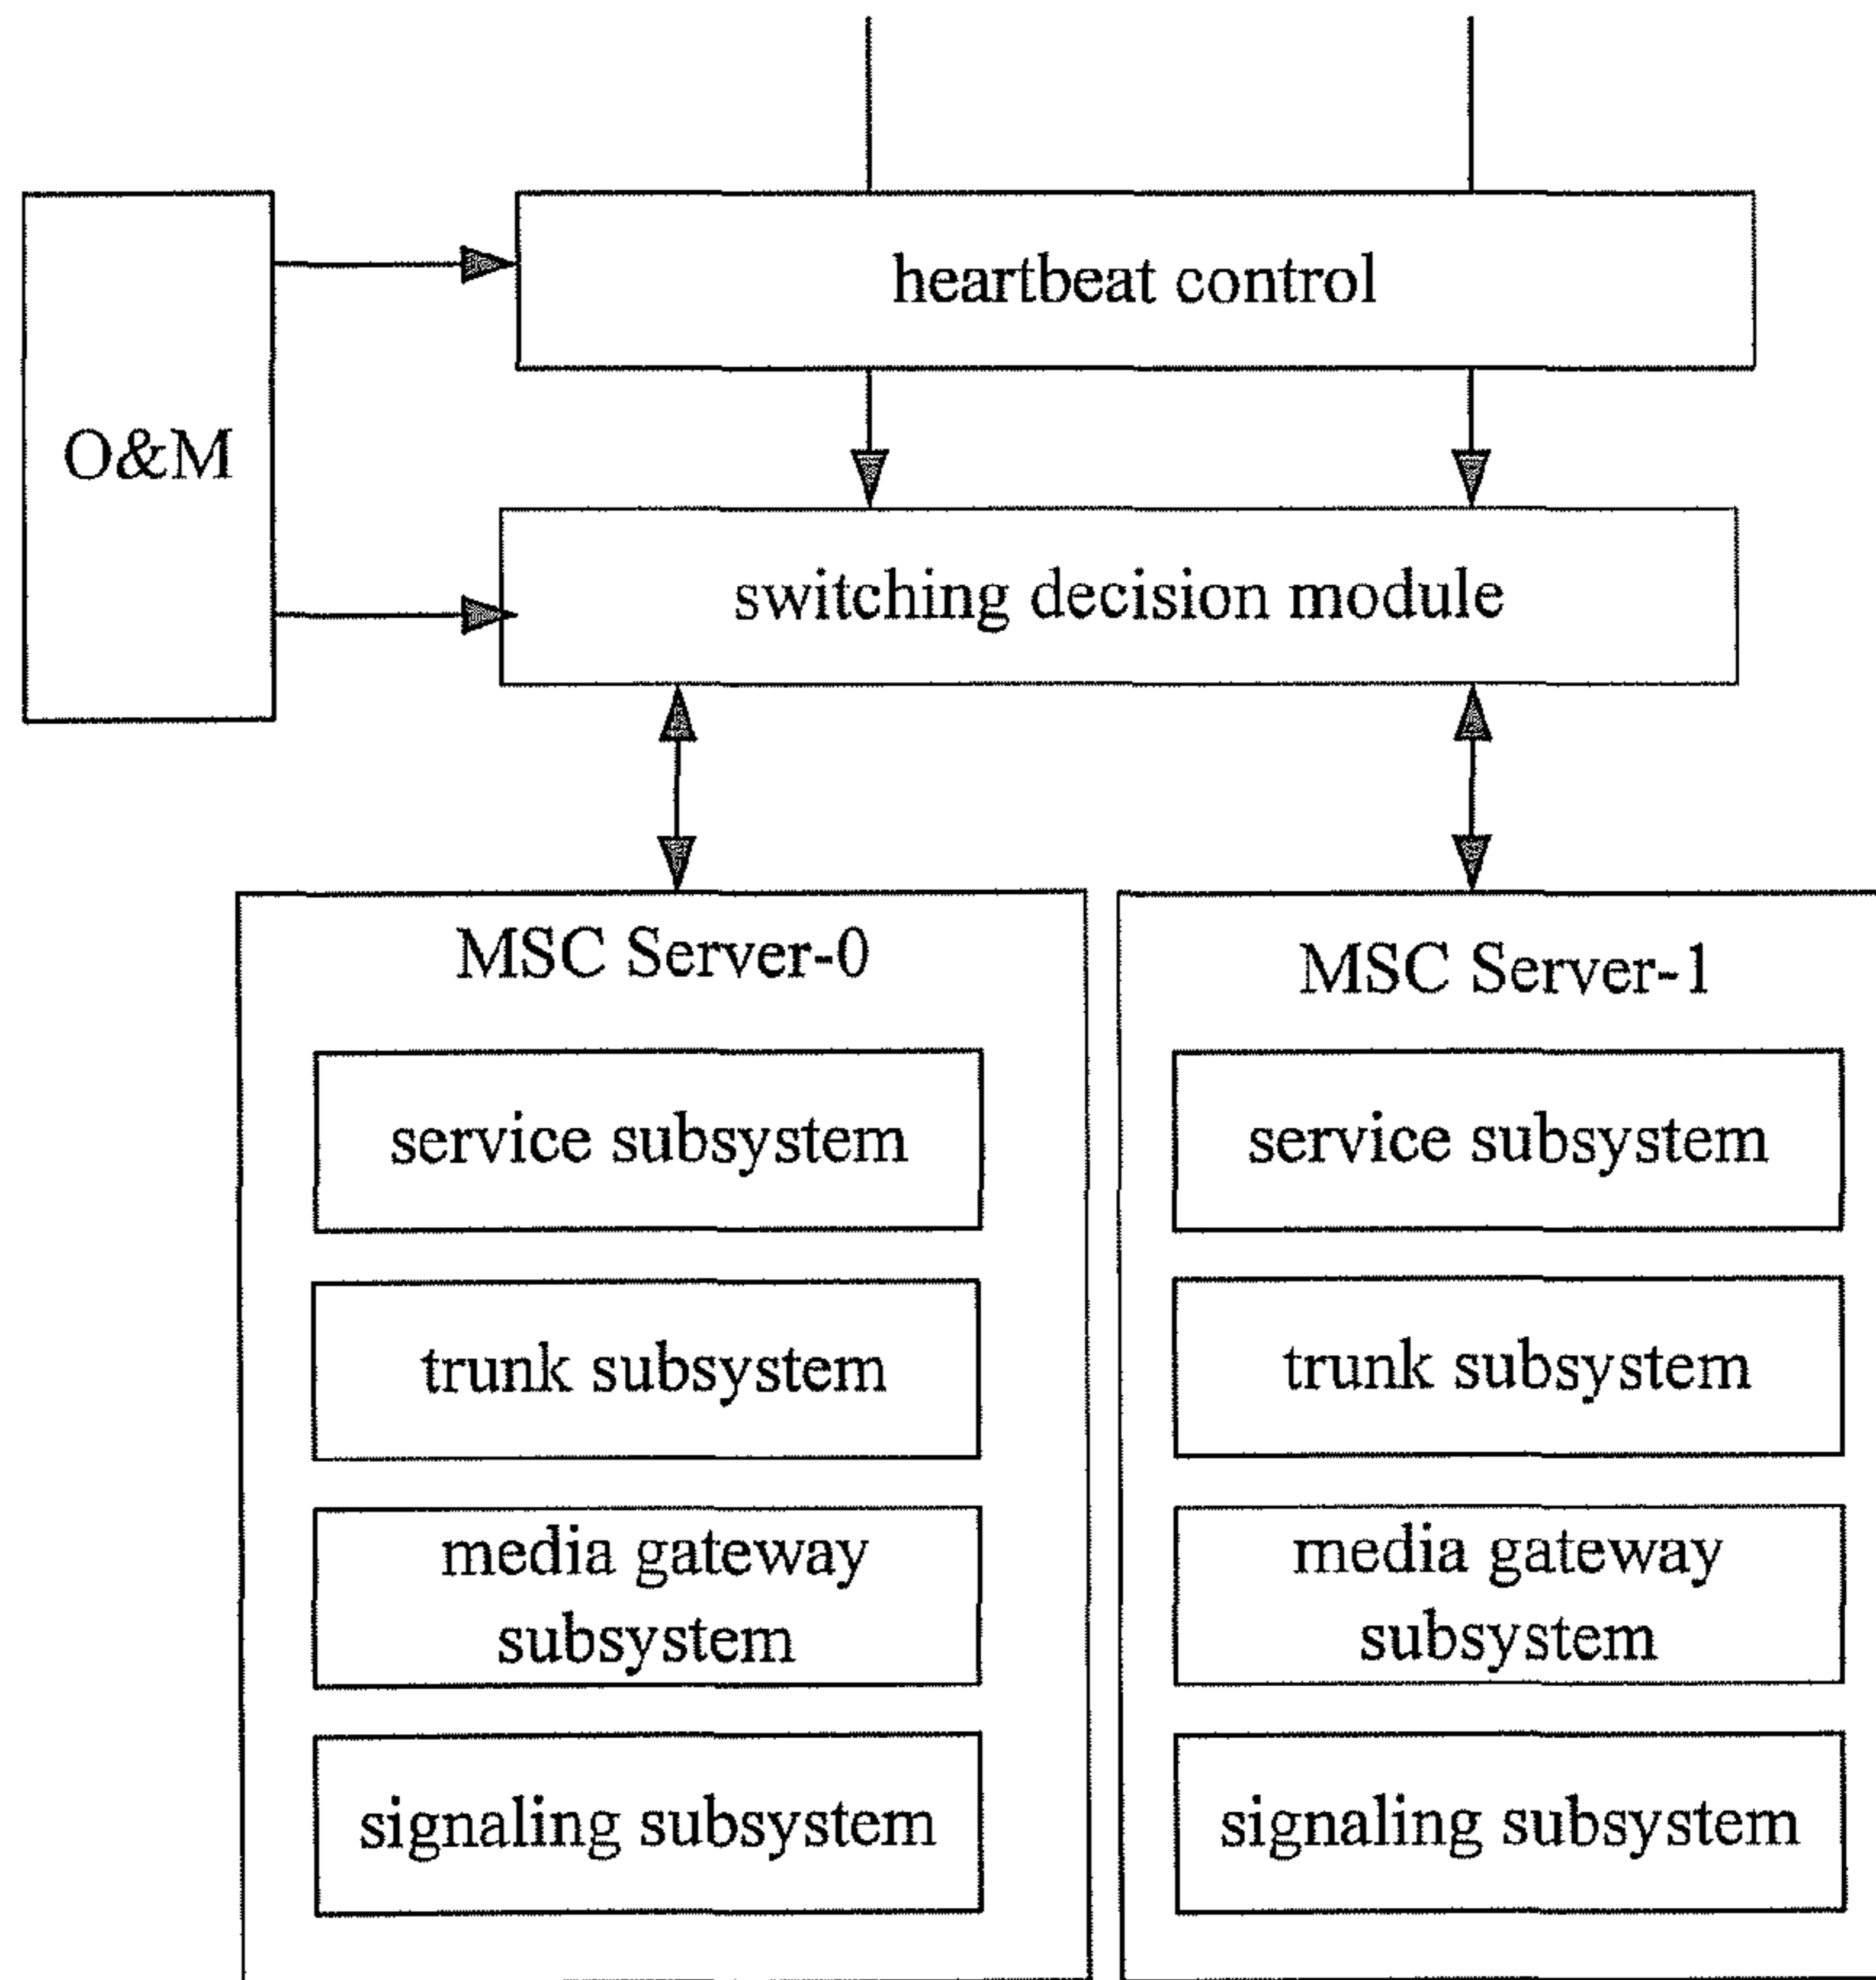 heartbeat control
O&M
switching decision module
MSC Server-0
service subsystem
trunk subsystem
media gateway
subsystem
signaling subsystem
MSC Server-1
service subsystem
trunk subsystem
media gateway
subsystem
signaling subsystem